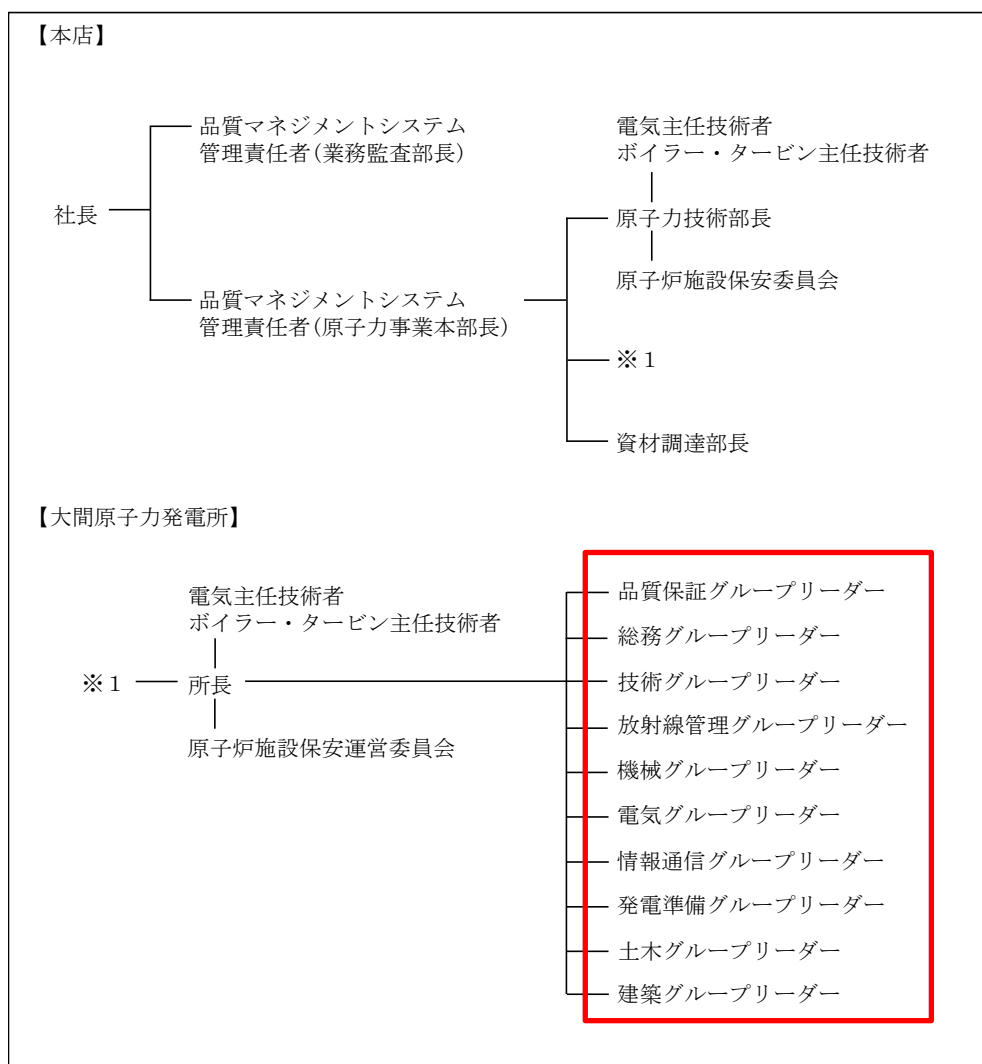 【本店】
品質マネジメントシステム
管理責任者(業務監査部長)
電気主任技術者
ボイラー・タービン主任技術者
社長
原子力技術部長
原子炉施設保安委員会
品質マネジメントシステム
管理責任者(原子力事業本部長)
※1
資材調達部長
【大間原子力発電所】
電気主任技術者
ボイラー・タービン主任技術者
※1
所長
原子炉施設保安運営委員会
品質保証グループリーダー
総務グループリーダー
技術グループリーダー
放射線管理グループリーダー
機械グループリーダー
電気グループリーダー
情報通信グループリーダー
発電準備グループリーダー
土木グループリーダー
建築グループリーダー